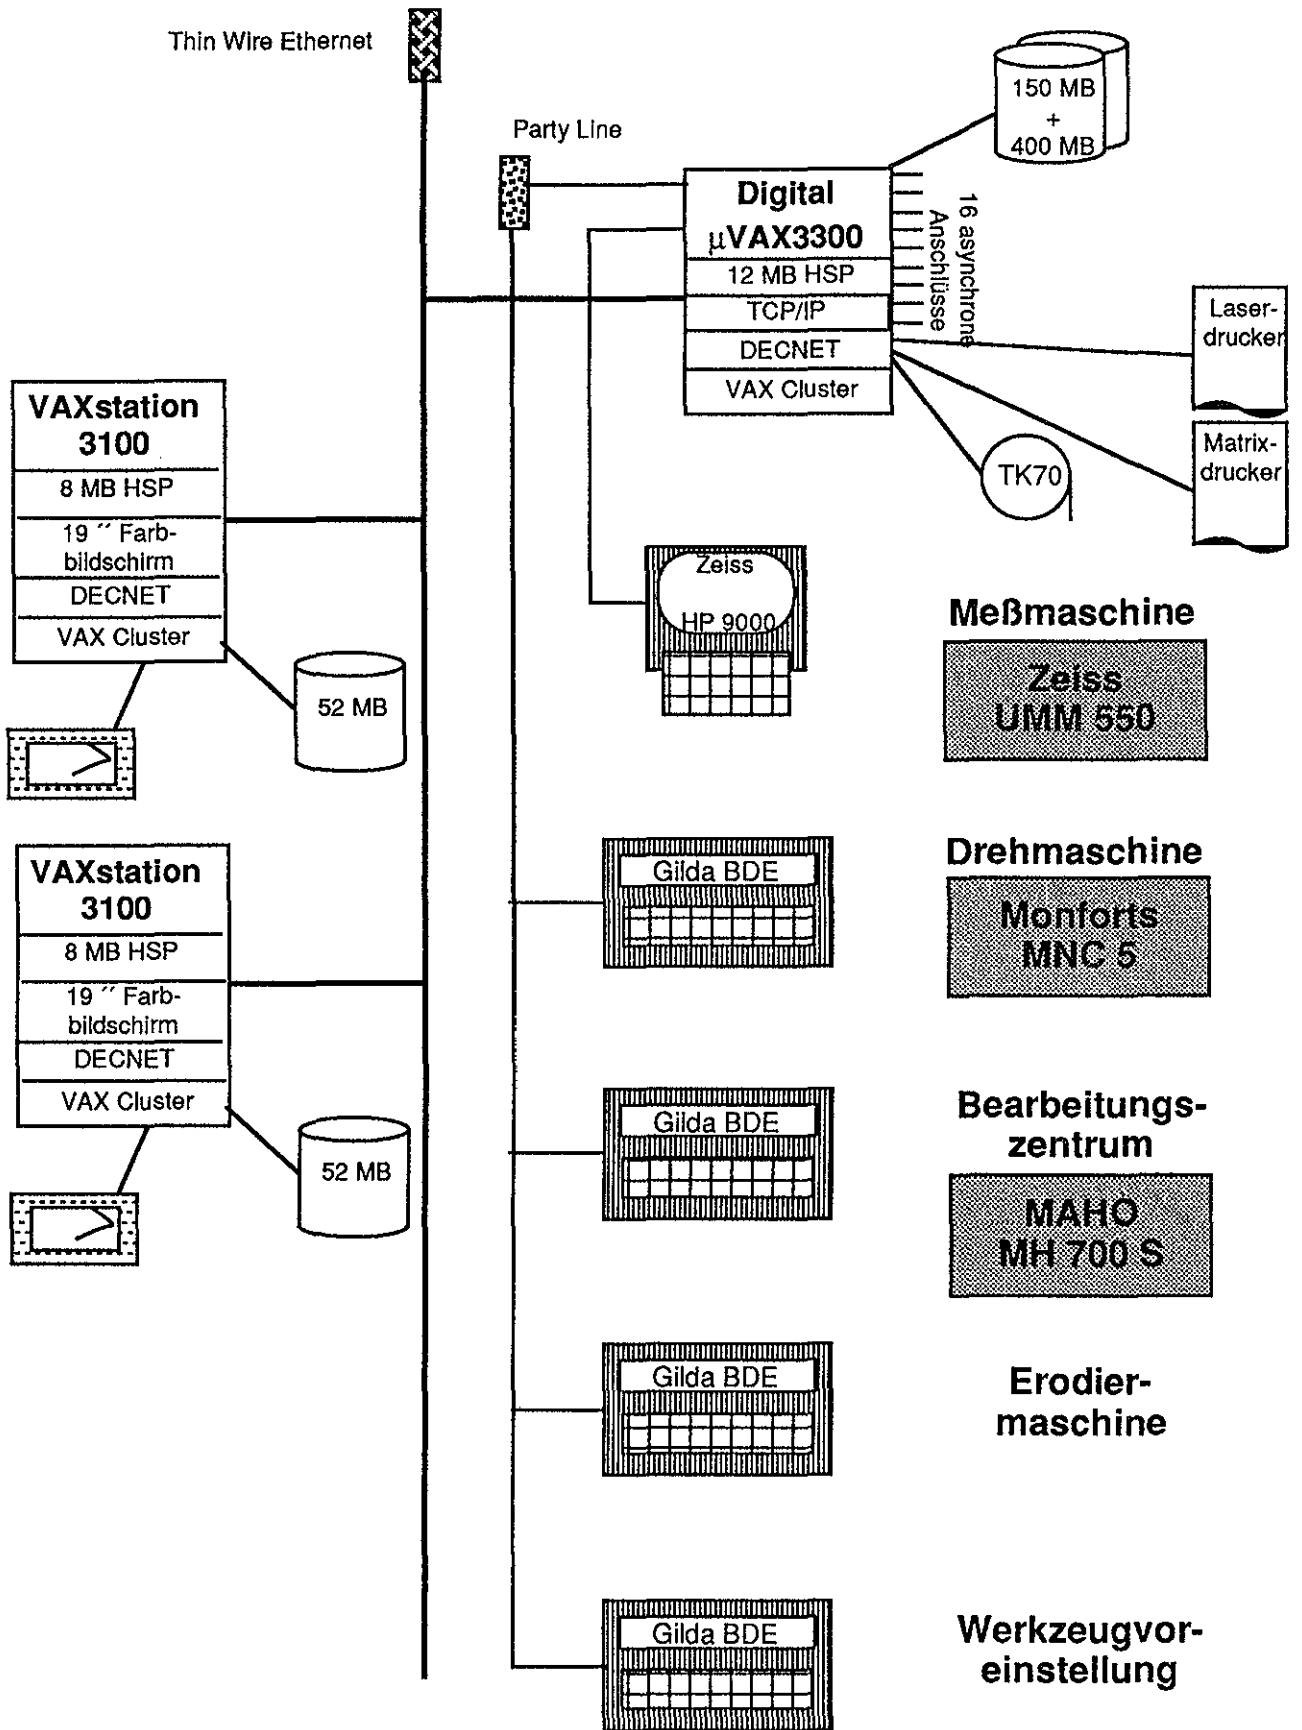 Thin Wire Ethernet
Party Line
150 MB
+
400 MB
Digital
µVAX3300
12 MB HSP
TCP/IP
DECNET
VAX Cluster
16 asynchrone
Anschlüsse
Laser-
drucker
Matrix-
drucker
TK70
VAXstation
3100
8 MB HSP
19 ´´ Farb-
bildschirm
DECNET
VAX Cluster
52 MB
Zeiss
HP 9000
Meßmaschine
Zeiss
UMM 550
VAXstation
3100
8 MB HSP
19 ´´ Farb-
bildschirm
DECNET
VAX Cluster
52 MB
Gilda BDE
Drehmaschine
Monforts
MNC 5
Gilda BDE
Bearbeitungs-
zentrum
MAHO
MH 700 S
Gilda BDE
Erodier-
maschine
Gilda BDE
Werkzeugvor-
einstellung